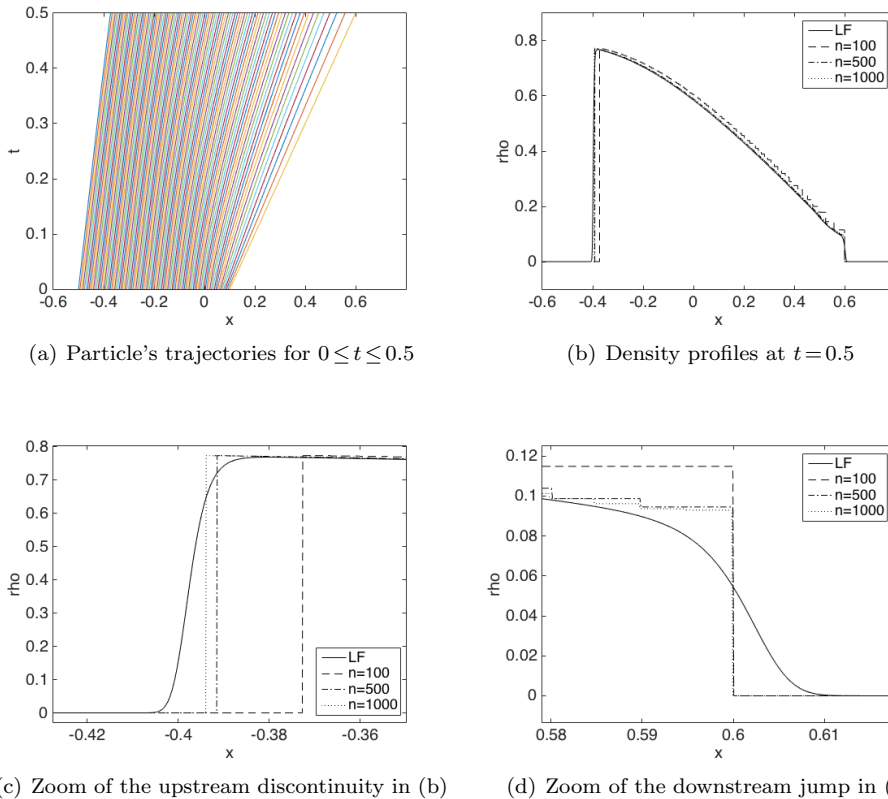 0.5
0.4
0.3
0.2
0.1
0
t
-0.6 -0.4 -0.2 0 0.2 0.4 0.6
x
(a) Particle's trajectories for 0≤t≤0.5
0.8
0.6
0.4
0.2
0
rho
-0.6 -0.4 -0.2 0 0.2 0.4 0.6
x
LF
n=100
n=500
n=1000
(b) Density profiles at t=0.5
0.8
0.7
0.6
0.5
0.4
0.3
0.2
0.1
0
rho
-0.42 -0.4 -0.38 -0.36
x
LF
n=100
n=500
n=1000
(c) Zoom of the upstream discontinuity in (b)
0.12
0.1
0.08
0.06
0.04
0.02
0
rho
0.58 0.59 0.6 0.61
x
LF
n=100
n=500
n=1000
(d) Zoom of the downstream jump in (